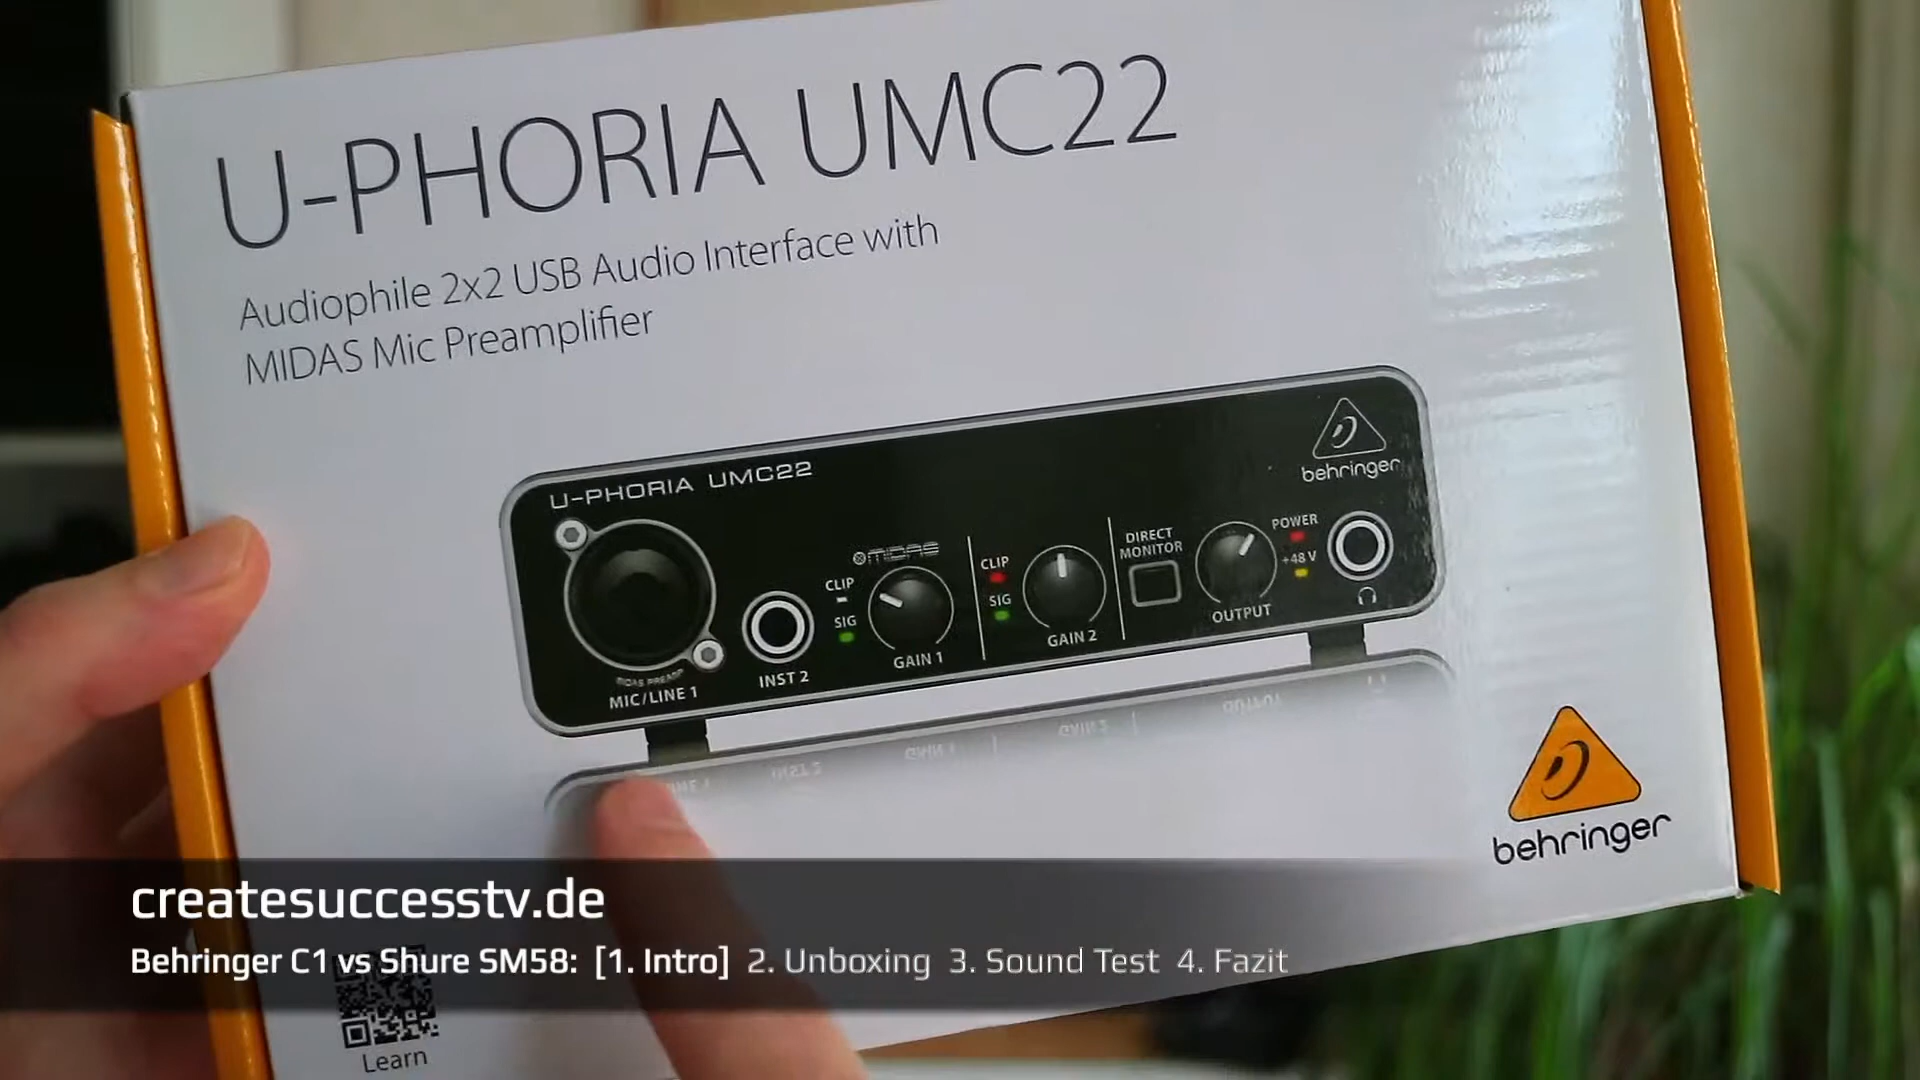 U-PHORIA UMC22
Audiophile 2x2 USB Audio Interface with
MIDAS Mic Preamplifier
U-PHORIA UMC22
behringer
MIDAS
CLIP
SIG
GAIN 1
CLIP
SIG
GAIN 2
DIRECT
MONITOR
OUTPUT
POWER
+48 V
MIDAS PREAMP
MIC/LINE 1
INST 2
behringer
createsuccesstv.de
Behringer C1 vs Shure SM58: [1. Intro] 2. Unboxing 3. Sound Test 4. Fazit
Learn